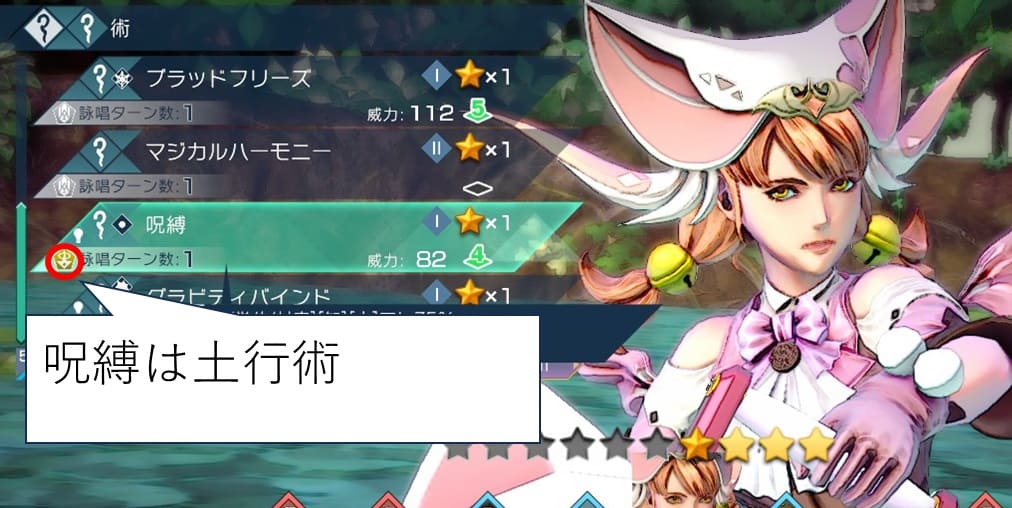 術
ブラッドフリーズ I ×1
詠唱ターン数:1 威力:112 5
マジカルハーモニー II ×1
詠唱ターン数:1
呪縛 I ×1
詠唱ターン数:1 威力:82 4
グラビティバインド I ×1
呪縛は土行術